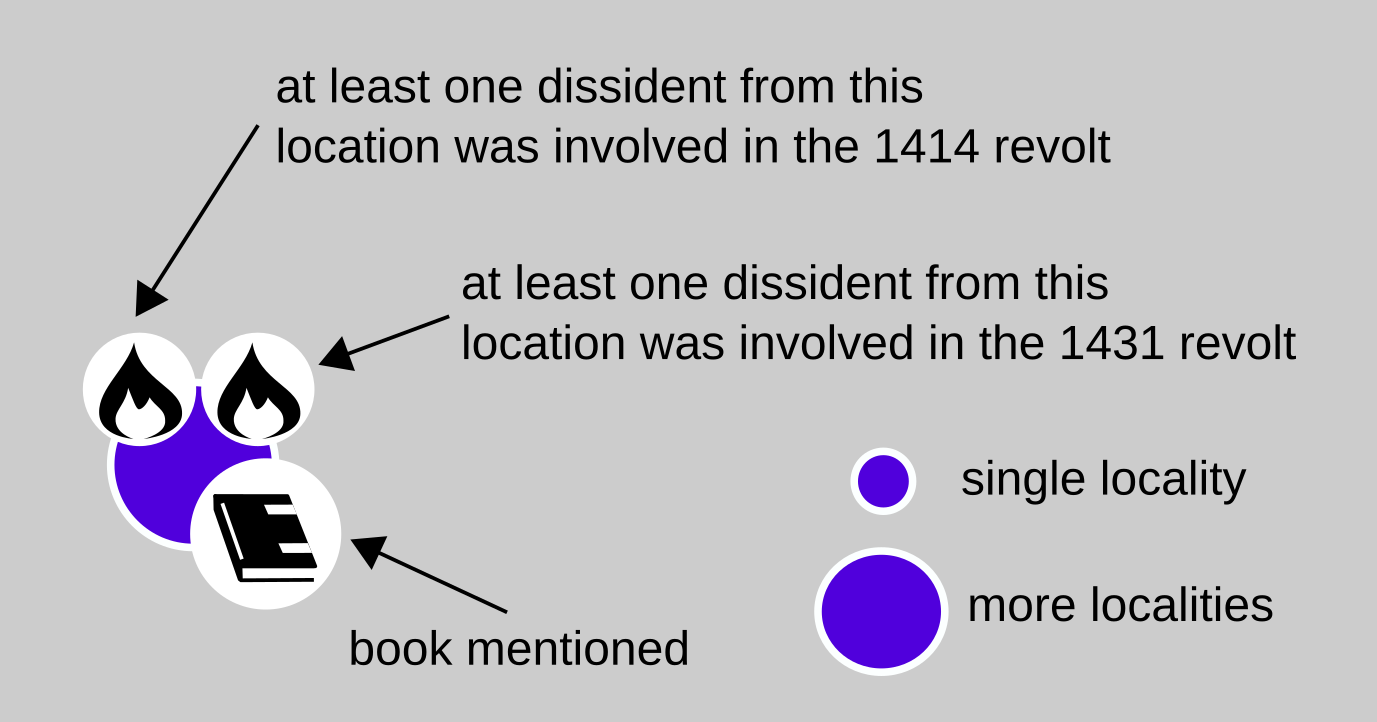 at least one dissident from this
location was involved in the 1414 revolt
at least one dissident from this
location was involved in the 1431 revolt
single locality
more localities
book mentioned